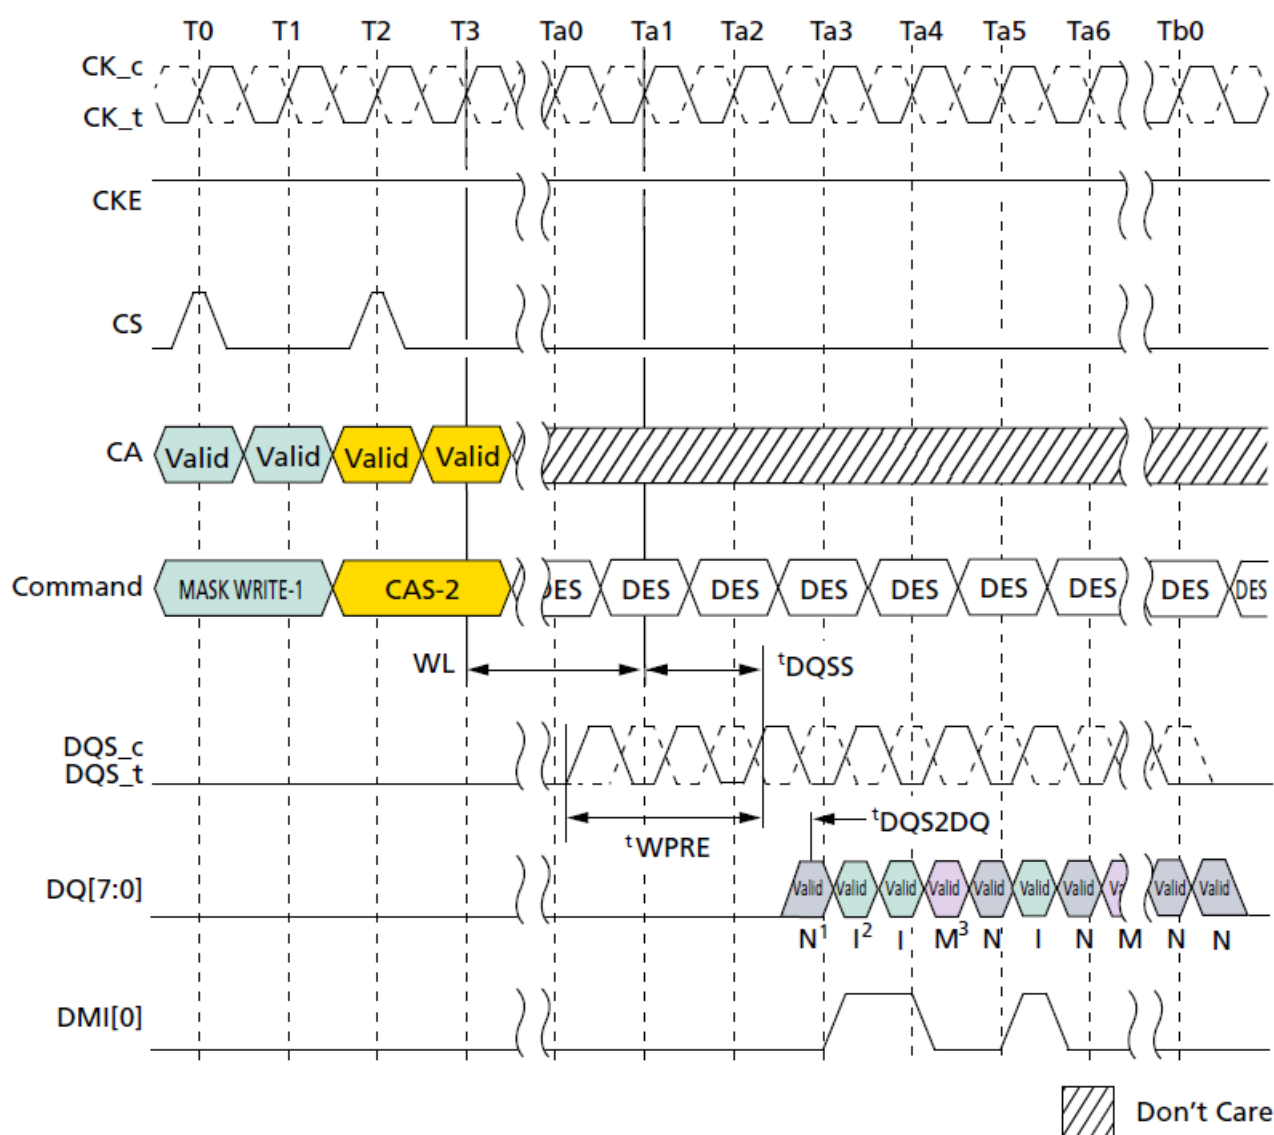 T0 T1 T2 T3 Ta0 Ta1 Ta2 Ta3 Ta4 Ta5 Ta6 Tb0
CK_c
CK_t
CKE
CS
CA Valid Valid Valid Valid
Command MASK WRITE-1 CAS-2 DES DES DES DES DES DES DES DES DES
WL tDQSS
DQS_c
DQS_t
tDQS2DQ
tWPRE
DQ[7:0] Valid Valid Valid Valid Valid Valid Valid Va Valid Valid
N1 I2 I M3 N I N M N N
DMI[0]
Don't Care